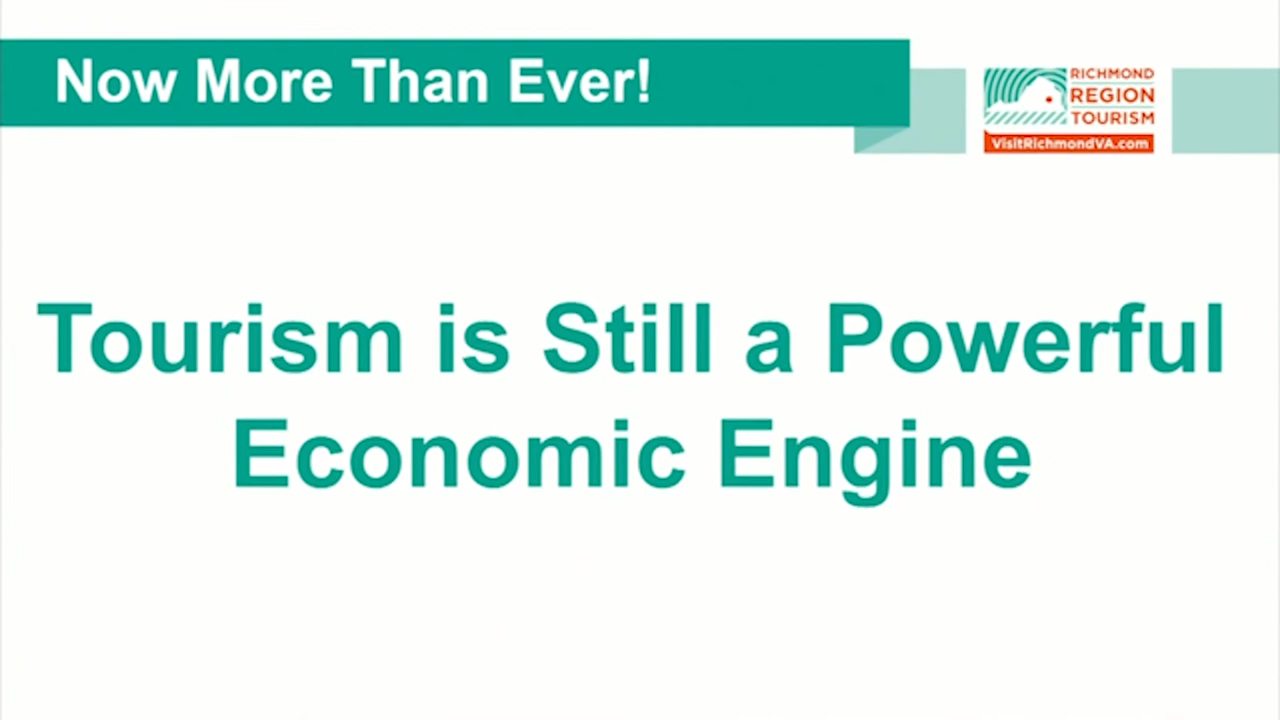 Now More Than Ever!
RICHMOND
REGION
TOURISM
VisitRichmondVA.com
Tourism is Still a Powerful
Economic Engine